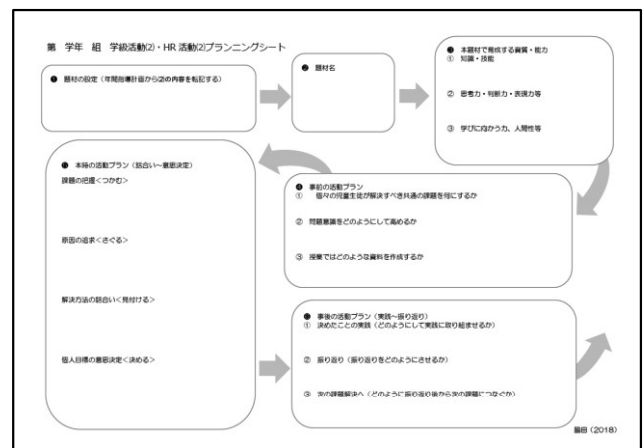 第　学年　組　学級活動⑵・HR活動⑵プランニングシート
❶　題材の設定（年間指導計画から⑵の内容を転記する）
❷　題材名
❸　本題材で育成する資質・能力
①　知識・技能
②　思考力・判断力・表現力等
③　学びに向かう力、人間性等
❹　事前の活動プラン
①　個々の児童生徒が解決すべき共通の課題を何にするか
②　問題意識をどのようにして高めるか
③　授業ではどのような資料を作成するか
本時の活動プラン（話合い～意思決定）
課題の把握＜つかむ＞
原因の追求＜さぐる＞
解決方法の話合い＜見付ける＞
個人目標の意思決定＜決める＞
事後の活動プラン（実践～振り返り）
①　決めたことの実践（どのようにして実践に取り組ませるか）
②　振り返り（振り返りをどのようにさせるか）
③　次の課題解決へ（どのように振り返り後から次の課題につなぐか）
（2018）